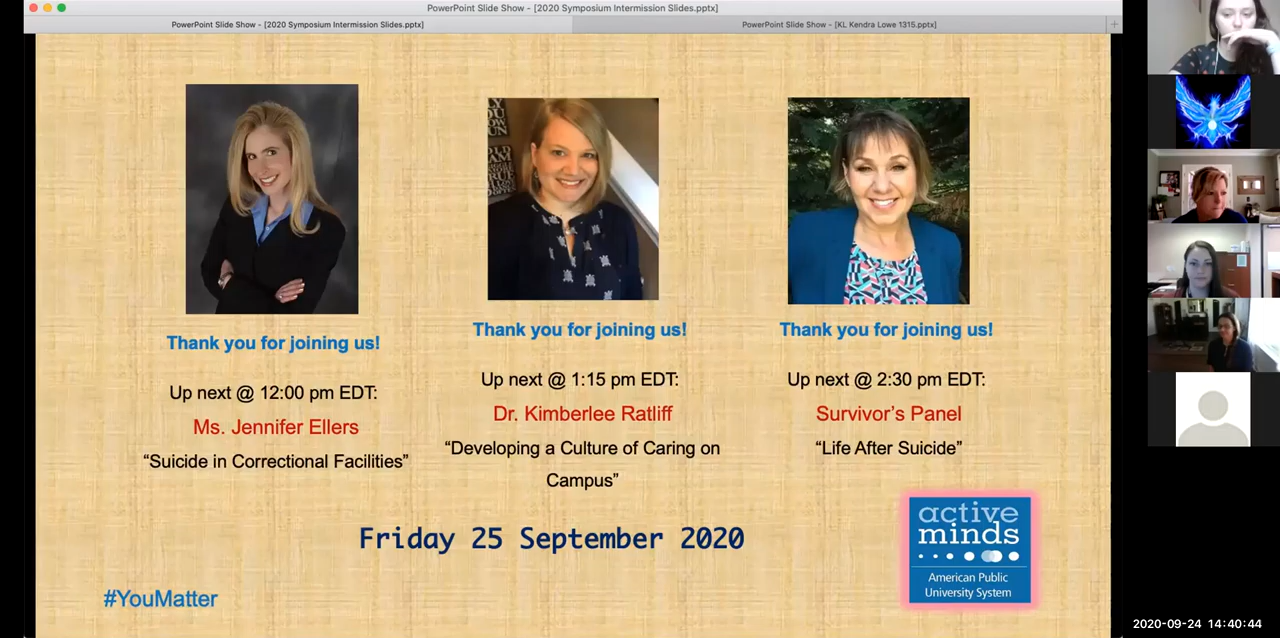 PowerPoint Slide Show - [2020 Symposium Intermission Slides.pptx]
PowerPoint Slide Show - [2020 Symposium Intermission Slides.pptx]
PowerPoint Slide Show - [KL Kendra Lowe 1315.pptx]
Thank you for joining us!
Up next @ 12:00 pm EDT:
Ms. Jennifer Ellers
“Suicide in Correctional Facilities”
Thank you for joining us!
Up next @ 1:15 pm EDT:
Dr. Kimberlee Ratliff
“Developing a Culture of Caring on
Campus”
Thank you for joining us!
Up next @ 2:30 pm EDT:
Survivor’s Panel
“Life After Suicide”
Friday 25 September 2020
active
minds
American Public
University System
#YouMatter
2020-09-24 14:40:44